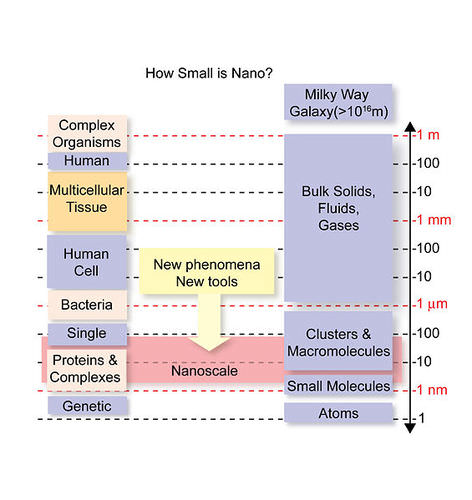 How Small is Nano?
Milky Way
Galaxy(>10¹⁶m)
Complex
Organisms
Human
Multicellular
Tissue
Human
Cell
Bacteria
Single
Proteins &
Complexes
Genetic
New phenomena
New tools
Nanoscale
Bulk Solids,
Fluids,
Gases
Clusters &
Macromolecules
Small Molecules
Atoms
1 m
100
10
1 mm
100
10
1 µm
100
10
1 nm
1